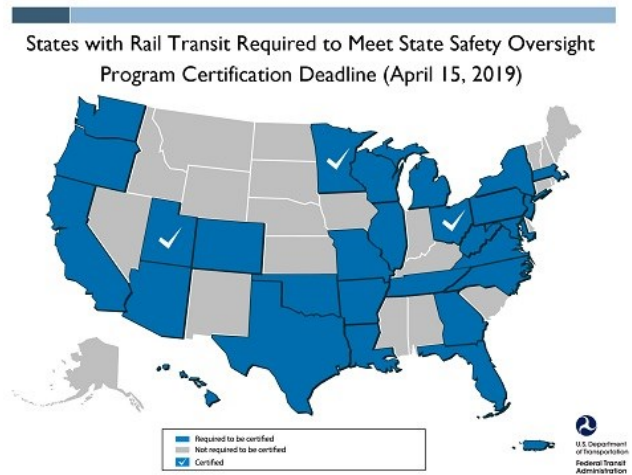 States with Rail Transit Required to Meet State Safety Oversight
Program Certification Deadline (April 15, 2019)
Required to be certified
Not required to be certified
Certified
U.S. Department
of Transportation
Federal Transit
Administration